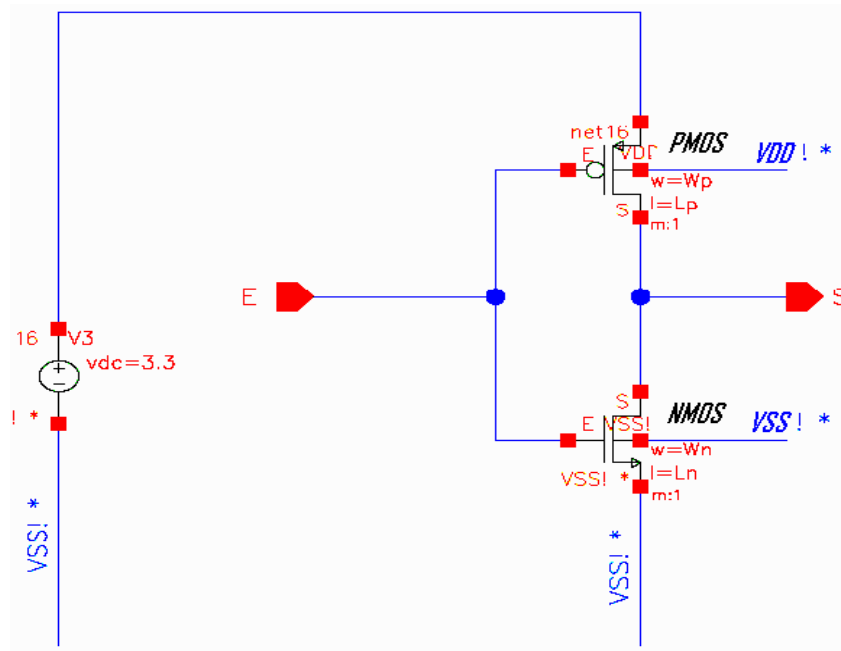 net16
PMOS
E
VDD
VDD! *
w=Wp
l=Lp
S
m:1
E
S
16
V3
vdc=3.3
! *
S
NMOS
E
VSS!
VSS! *
w=Wn
l=Ln
VSS! *
m:1
VSS! *
VSS! *